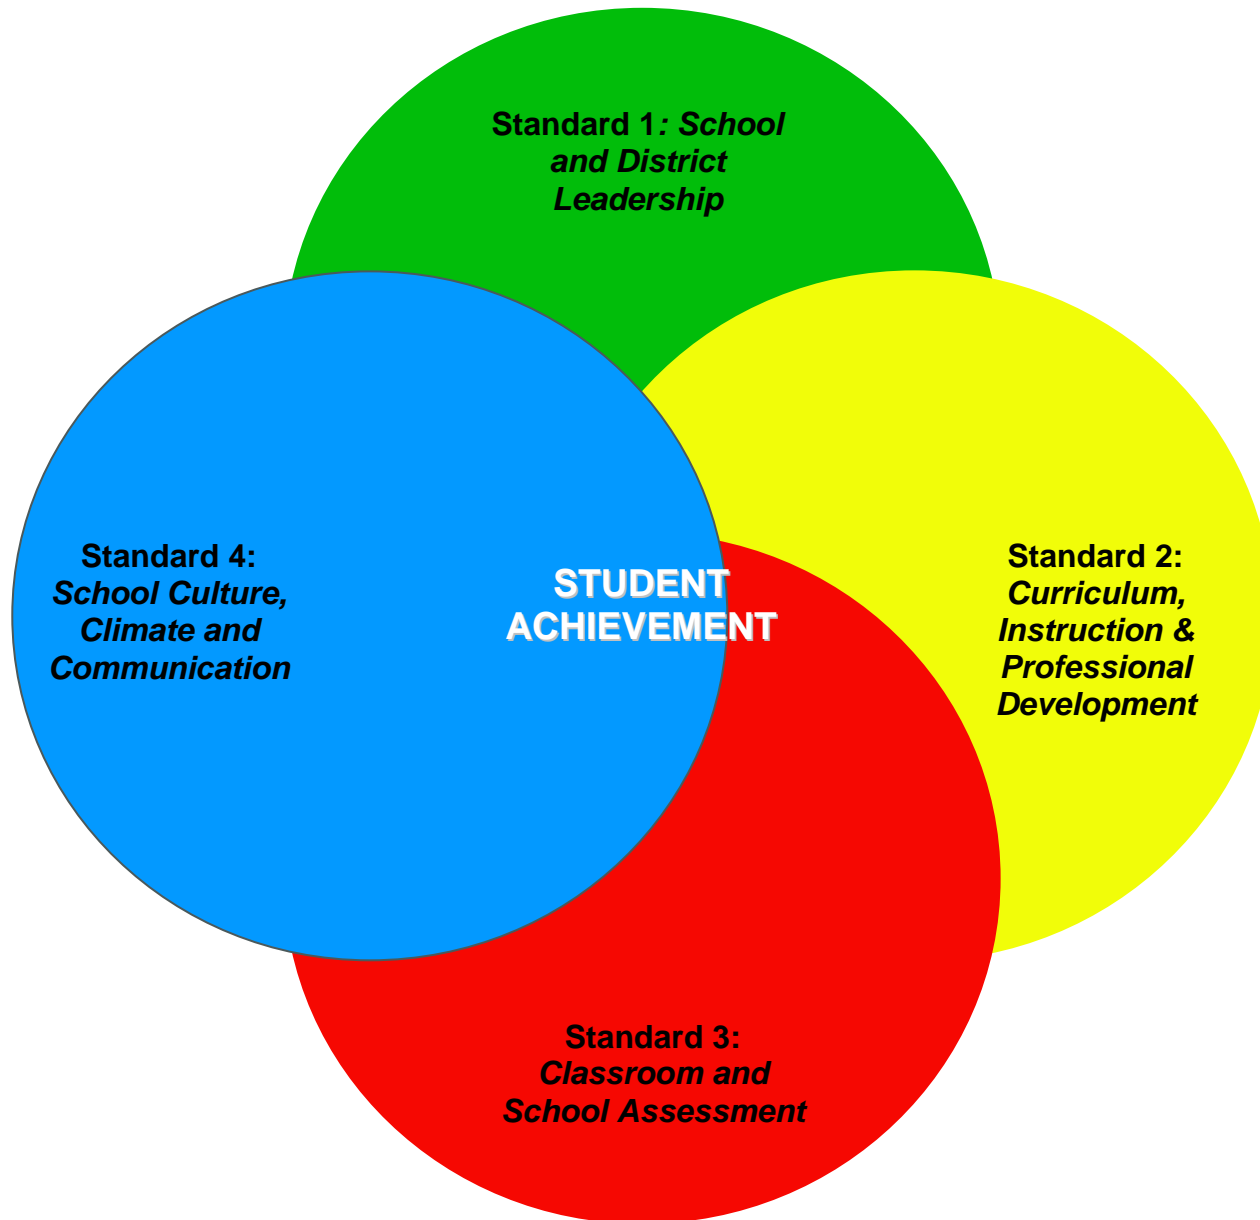 Standard 1: School
and District
Leadership
Standard 4:
School Culture,
Climate and
Communication
STUDENT
ACHIEVEMENT
Standard 2:
Curriculum,
Instruction &
Professional
Development
Standard 3:
Classroom and
School Assessment